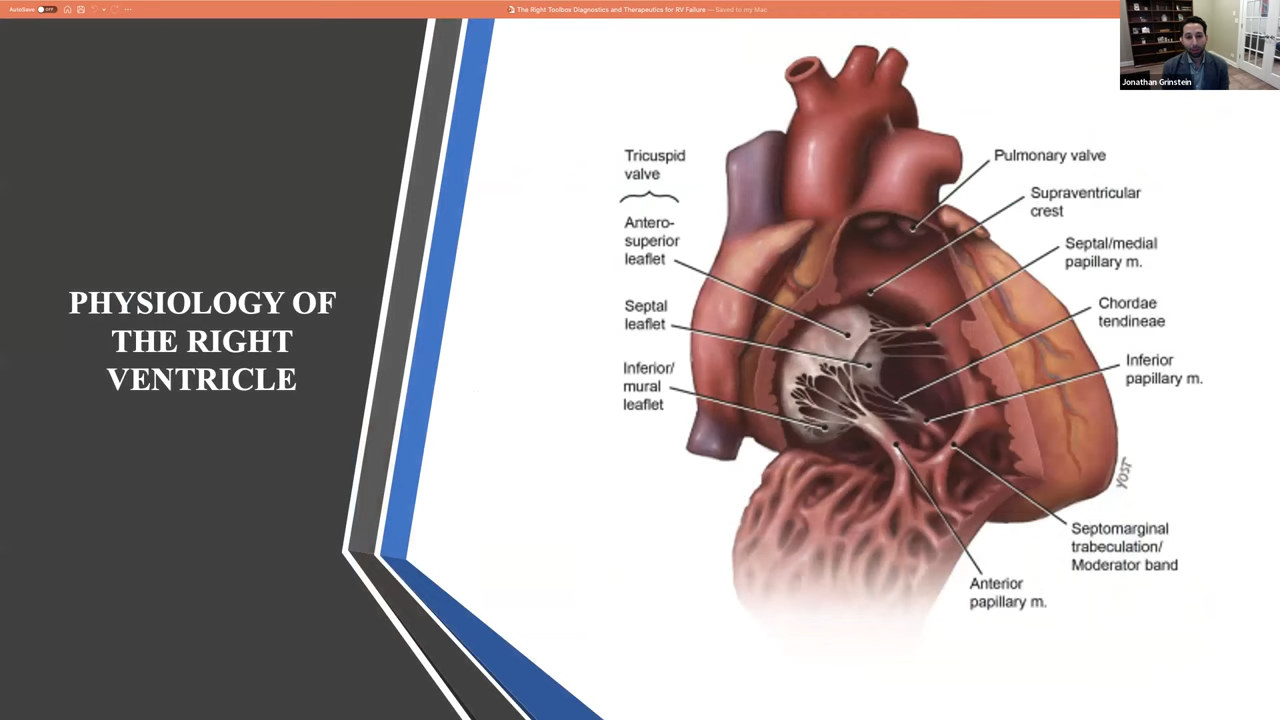 AutoSave OFF
The Right Toolbox Diagnostics and Therapeutics for RV Failure — Saved to my Mac
Jonathan Grinstein
PHYSIOLOGY OF
THE RIGHT
VENTRICLE
Tricuspid
valve
Antero-
superior
leaflet
Septal
leaflet
Inferior/
mural
leaflet
Pulmonary valve
Supraventricular
crest
Septal/medial
papillary m.
Chordae
tendineae
Inferior
papillary m.
Septomarginal
trabeculation/
Moderator band
Anterior
papillary m.
YOST